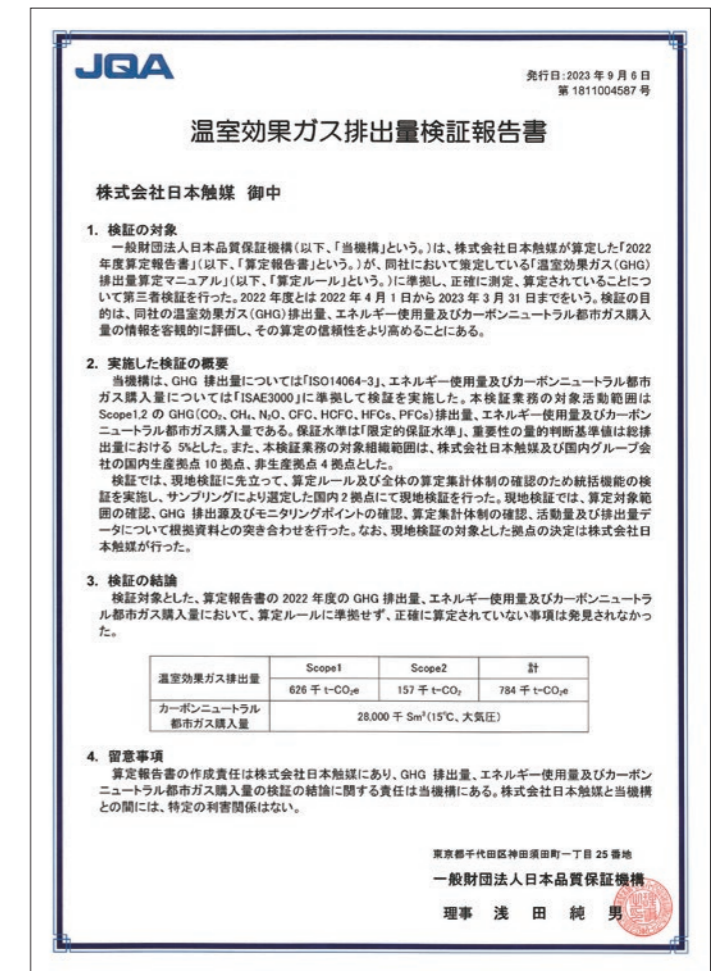 JQA
発行日:2023年9月6日
第1811004587号
温室効果ガス排出量検証報告書
株式会社日本触媒 御中
1. 検証の対象
一般財団法人日本品質保証機構(以下、「当機構」という。)は、株式会社日本触媒が算定した「2022
年度算定報告書」(以下、「算定報告書」という。)が、同社において策定している「温室効果ガス(GHG)
排出量算定マニュアル」(以下、「算定ルール」という。)に準拠し、正確に測定、算定されていることにつ
いて第三者検証を行った。2022年度とは2022年4月1日から2023年3月31日までをいう。検証の目
的は、同社の温室効果ガス(GHG)排出量、エネルギー使用量及びカーボンニュートラル都市ガス購入
量の情報を客観的に評価し、その算定の信頼性をより高めることにある。
2. 実施した検証の概要
当機構は、GHG 排出量については「ISO14064-3」、エネルギー使用量及びカーボンニュートラル都市
ガス購入量については「ISAE3000」に準拠して検証を実施した。本検証業務の対象活動範囲は
Scope1,2 の GHG(CO₂、CH₄、N₂O、CFC、HCFC、HFCs、PFCs)排出量、エネルギー使用量及びカーボン
ニュートラル都市ガス購入量である。保証水準は「限定的保証水準」、重要性の量的判断基準値は総排
出量における 5%とした。また、本検証業務の対象組織範囲は、株式会社日本触媒及び国内グループ会
社の国内生産拠点 10 拠点、非生産拠点 4 拠点とした。
検証では、現地検証に先立って、算定ルール及び全体の算定集計体制の確認のため統括機能の検
証を実施し、サンプリングにより選定した国内2拠点にて現地検証を行った。現地検証では、算定対象範
囲の確認、GHG 排出源及びモニタリングポイントの確認、算定集計体制の確認、活動量及び排出量デ
ータについて根拠資料との突き合わせを行った。なお、現地検証の対象とした拠点の決定は株式会社日
本触媒が行った。
3. 検証の結論
検証対象とした、算定報告書の 2022 年度の GHG 排出量、エネルギー使用量及びカーボンニュートラ
ル都市ガス購入量において、算定ルールに準拠せず、正確に算定されていない事項は発見されなかっ
た。
温室効果ガス排出量 Scope1 Scope2 計
626 千 t-CO₂e 157 千 t-CO₂ 784 千 t-CO₂e
カーボンニュートラル
都市ガス購入量 28,000 千 Sm³(15℃、大気圧)
4. 留意事項
算定報告書の作成責任は株式会社日本触媒にあり、GHG 排出量、エネルギー使用量及びカーボン
ニュートラル都市ガス購入量の検証の結論に関する責任は当機構にある。株式会社日本触媒と当機構
との間には、特定の利害関係はない。
東京都千代田区神田須田町一丁目 25 番地
一般財団法人日本品質保証機構
理事 浅田純男